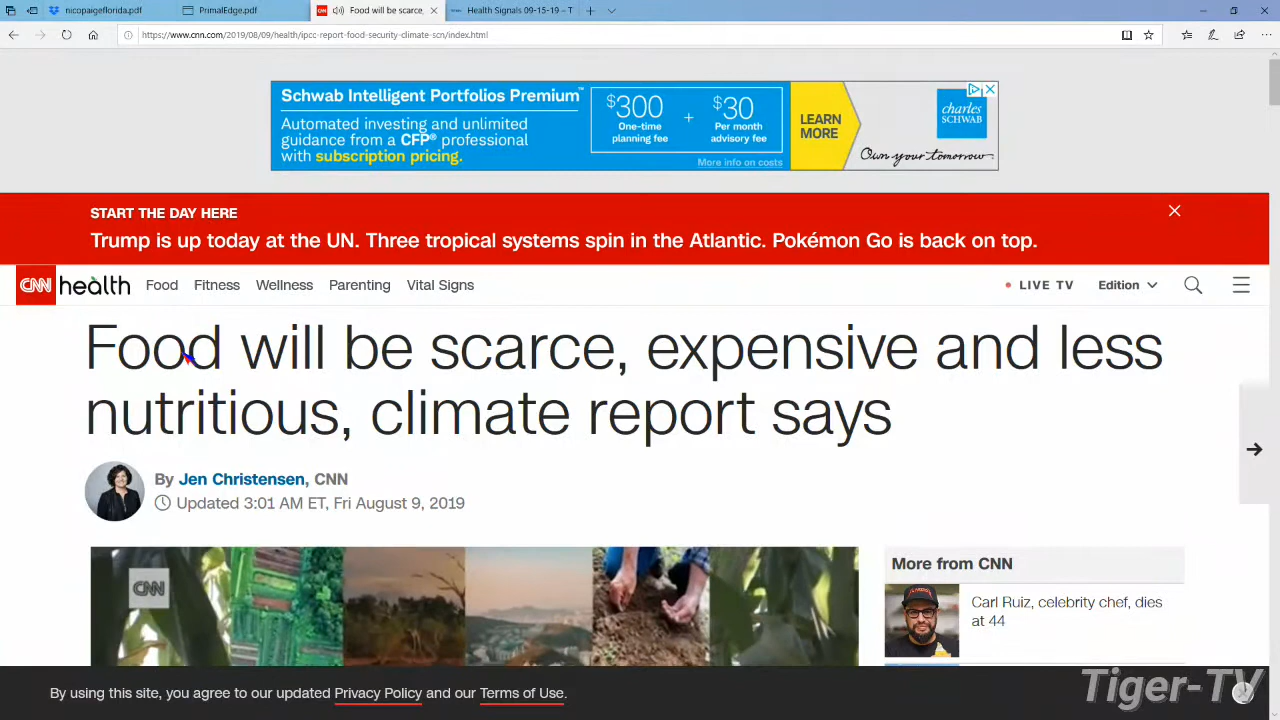 nicopaigeflorida.pdf
PrimalEdge.pdf
Food will be scarce,
Health Signals 09-15-19 – T
https://www.cnn.com/2019/08/09/health/ipcc-report-food-security-climate-scn/index.html
Schwab Intelligent Portfolios Premium™
Automated investing and unlimited
guidance from a CFP® professional
with subscription pricing.
$300
One-time
planning fee
+
$30
Per month
advisory fee
More info on costs
LEARN
MORE
charles
SCHWAB
Own your tomorrow
START THE DAY HERE
Trump is up today at the UN. Three tropical systems spin in the Atlantic. Pokémon Go is back on top.
CNN health Food Fitness Wellness Parenting Vital Signs LIVE TV Edition
Food will be scarce, expensive and less
nutritious, climate report says
By Jen Christensen, CNN
Updated 3:01 AM ET, Fri August 9, 2019
CNN
More from CNN
Carl Ruiz, celebrity chef, dies
at 44
By using this site, you agree to our updated Privacy Policy and our Terms of Use.
Tiger-TV